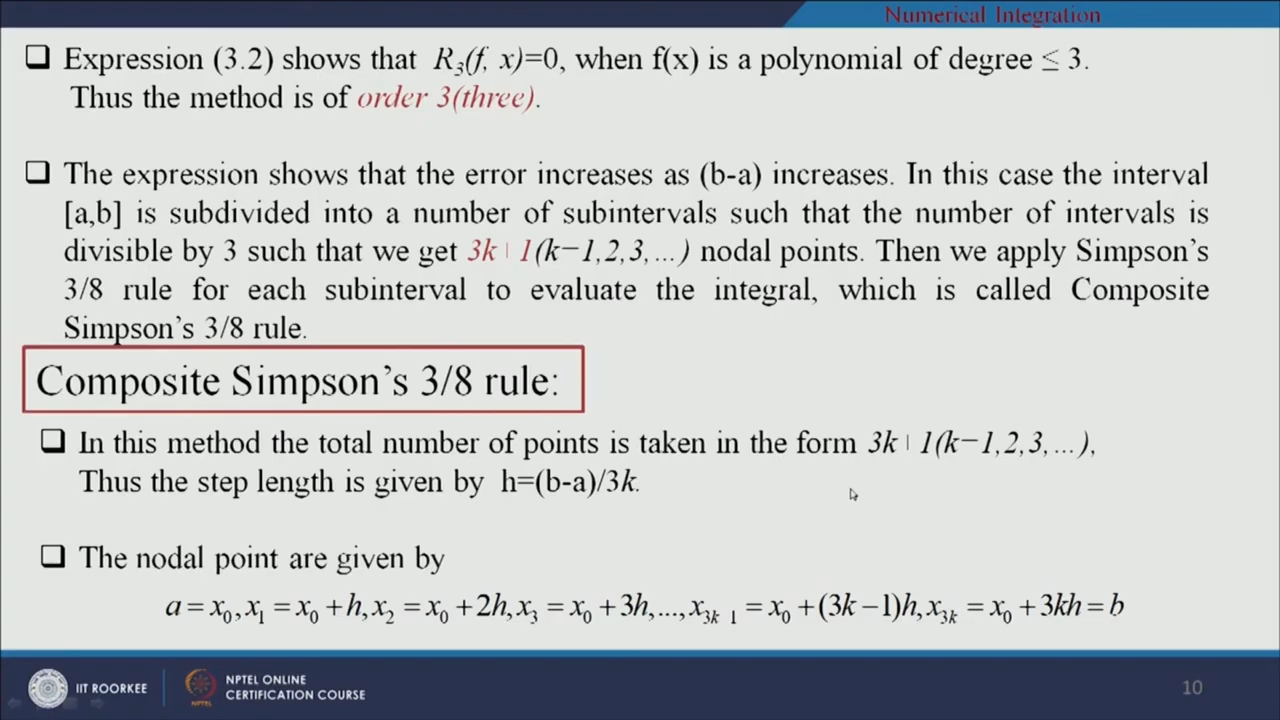 Numerical Integration
❑ Expression (3.2) shows that R₃(f, x)=0, when f(x) is a polynomial of degree ≤ 3.
Thus the method is of order 3(three).
❑ The expression shows that the error increases as (b-a) increases. In this case the interval
[a,b] is subdivided into a number of subintervals such that the number of intervals is
divisible by 3 such that we get 3k+1(k=1,2,3,...) nodal points. Then we apply Simpson's
3/8 rule for each subinterval to evaluate the integral, which is called Composite
Simpson's 3/8 rule.
Composite Simpson's 3/8 rule:
❑ In this method the total number of points is taken in the form 3k+1(k=1,2,3,...),
Thus the step length is given by h=(b-a)/3k.
❑ The nodal point are given by
a = x₀, x₁ = x₀ + h, x₂ = x₀ + 2h, x₃ = x₀ + 3h, ..., x₃ₖ₋₁ = x₀ + (3k − 1)h, x₃ₖ = x₀ + 3kh = b
IIT ROORKEE
NPTEL
NPTEL ONLINE
CERTIFICATION COURSE
10